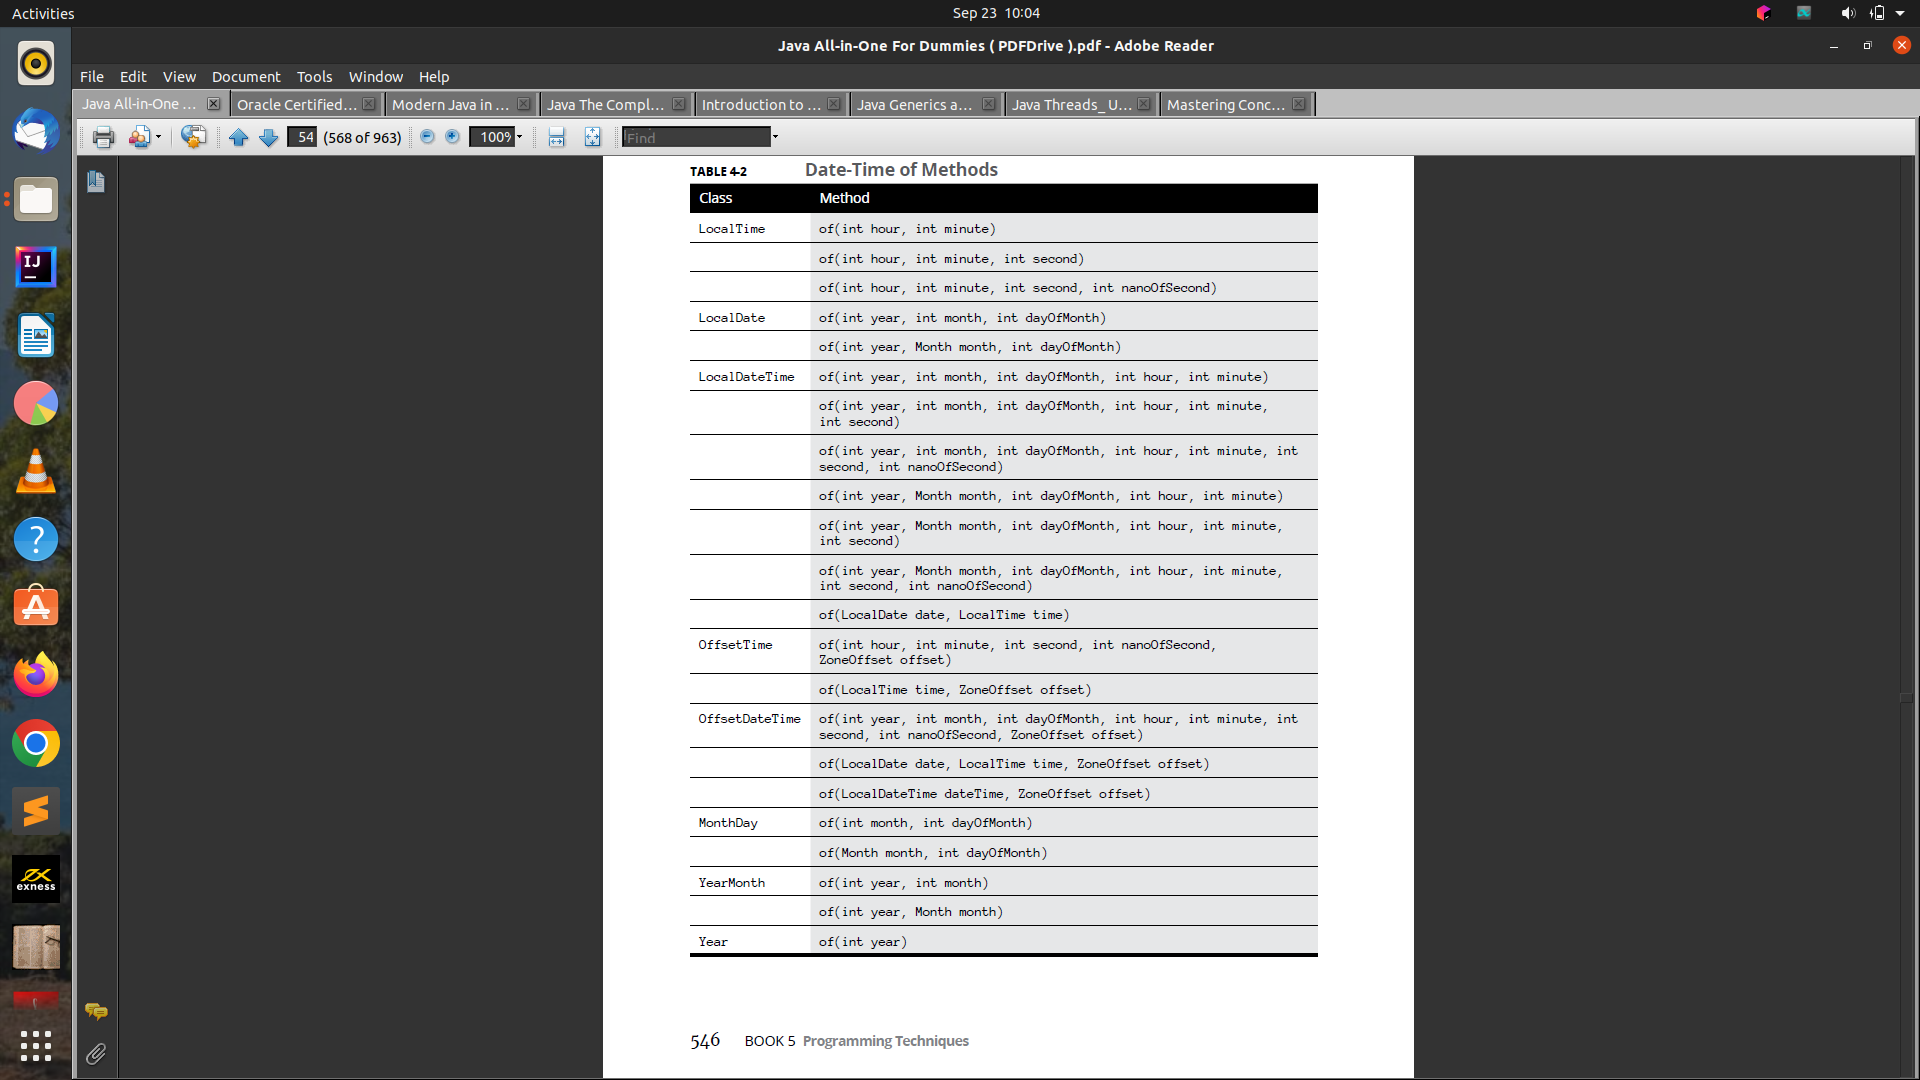 Activities
Sep 23 10:04
Java All-in-One For Dummies ( PDFDrive ).pdf - Adobe Reader
File Edit View Document Tools Window Help
Java All-in-One ... Oracle Certified... Modern Java in ... Java The Compl... Introduction to ... Java Generics a... Java Threads_ U... Mastering Conc...
54 (568 of 963) 100% Find
TABLE 4-2 Date-Time of Methods
Class Method
LocalTime of(int hour, int minute)
of(int hour, int minute, int second)
of(int hour, int minute, int second, int nanoOfSecond)
LocalDate of(int year, int month, int dayOfMonth)
of(int year, Month month, int dayOfMonth)
LocalDateTime of(int year, int month, int dayOfMonth, int hour, int minute)
of(int year, int month, int dayOfMonth, int hour, int minute,
int second)
of(int year, int month, int dayOfMonth, int hour, int minute, int
second, int nanoOfSecond)
of(int year, Month month, int dayOfMonth, int hour, int minute)
of(int year, Month month, int dayOfMonth, int hour, int minute,
int second)
of(int year, Month month, int dayOfMonth, int hour, int minute,
int second, int nanoOfSecond)
of(LocalDate date, LocalTime time)
OffsetTime of(int hour, int minute, int second, int nanoOfSecond,
ZoneOffset offset)
of(LocalTime time, ZoneOffset offset)
OffsetDateTime of(int year, int month, int dayOfMonth, int hour, int minute, int
second, int nanoOfSecond, ZoneOffset offset)
of(LocalDate date, LocalTime time, ZoneOffset offset)
of(LocalDateTime dateTime, ZoneOffset offset)
MonthDay of(int month, int dayOfMonth)
of(Month month, int dayOfMonth)
YearMonth of(int year, int month)
of(int year, Month month)
Year of(int year)
546 BOOK 5 Programming Techniques
IJ
exness